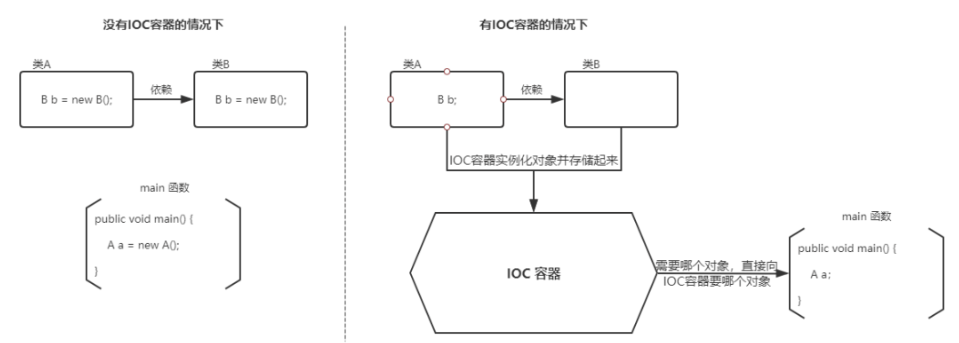 没有IOC容器的情况下
类A
B b = new B();
依赖
类B
B b = new B();
main 函数
public void main() {
A a = new A();
}
有IOC容器的情况下
类A
B b;
依赖
类B
IOC容器实例化对象并存储起来
IOC 容器
需要哪个对象，直接向
IOC容器要哪个对象
main 函数
public void main() {
A a;
}